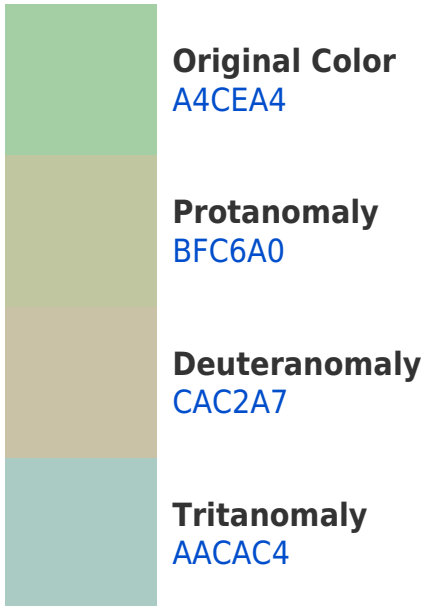 Original Color
A4CEA4
Protanomaly
BFC6A0
Deuteranomaly
CAC2A7
Tritanomaly
AACAC4